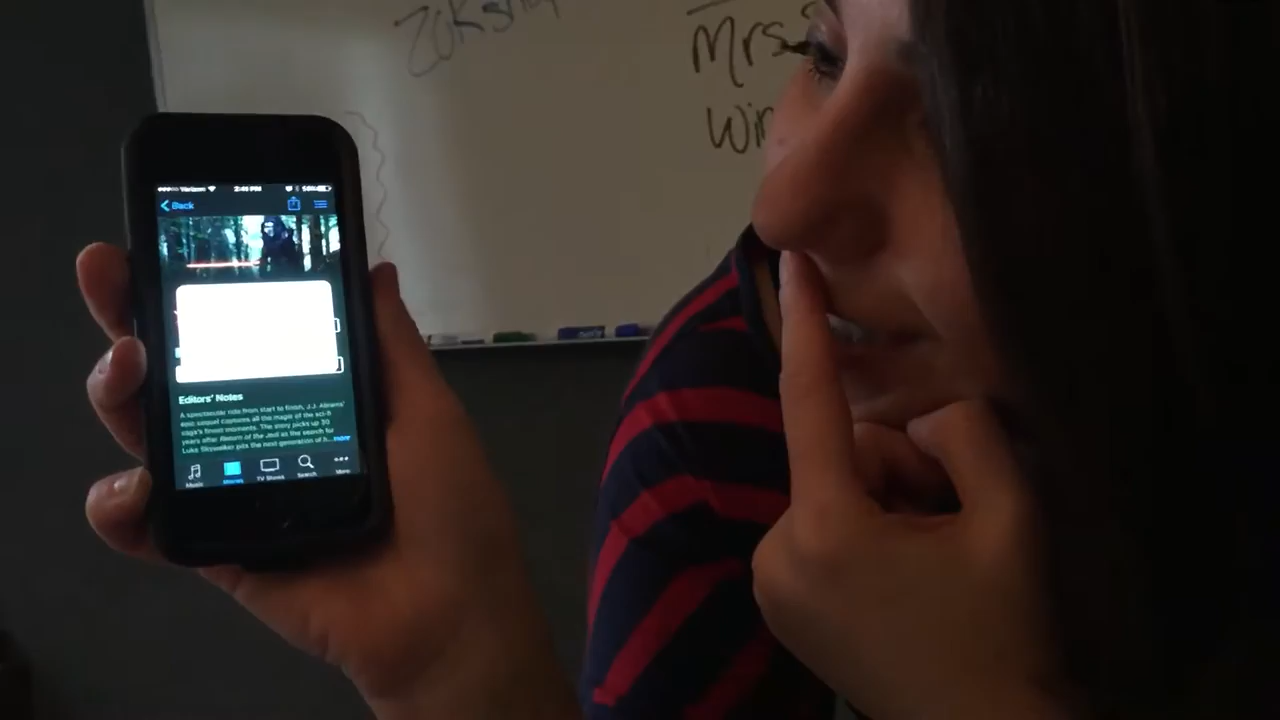 Zoks
Mrs
Win
Verizon 2:41 PM
Back
Editors' Notes
A spectacular ride from start to finish, J.J. Abrams'
epic sequel captures all the magic of the sci-fi
saga's finest moments. The story picks up 30
years after Return of the Jedi as the search for
Luke Skywalker pits the next generation of h... more
Music Movies TV Shows Search More